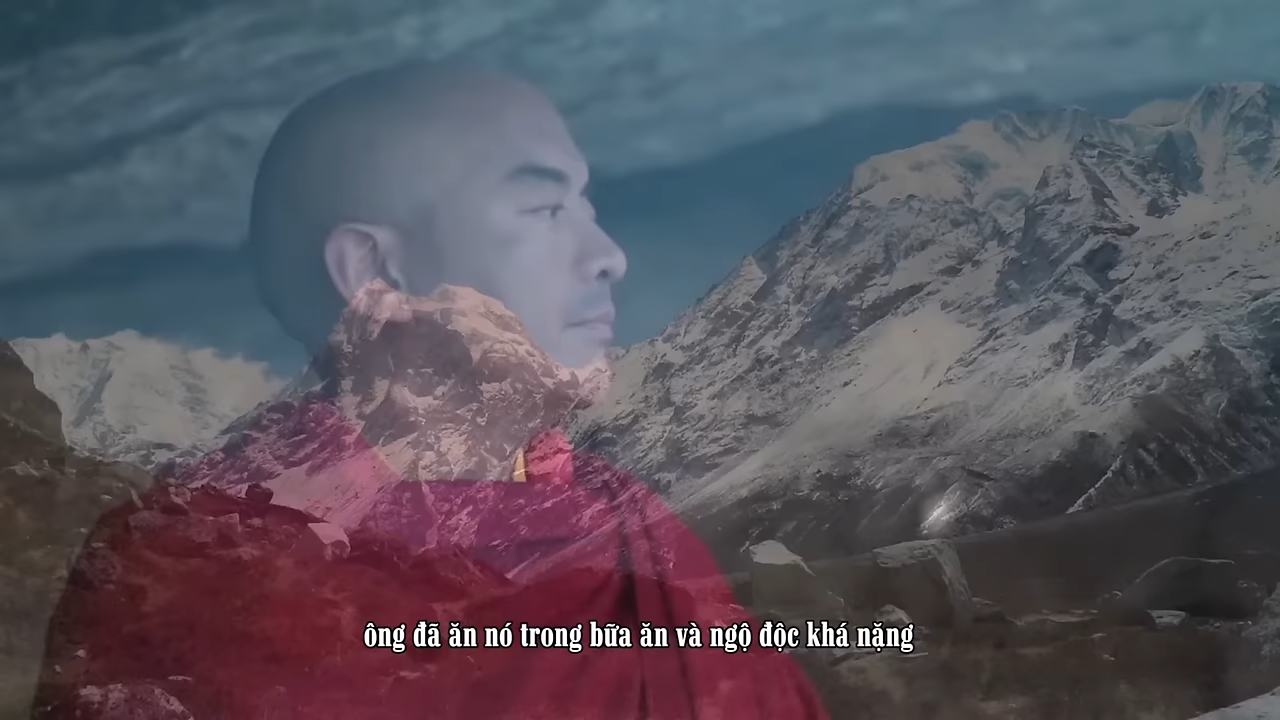 ông đã ăn nó trong bữa ăn và ngộ độc khá nặng